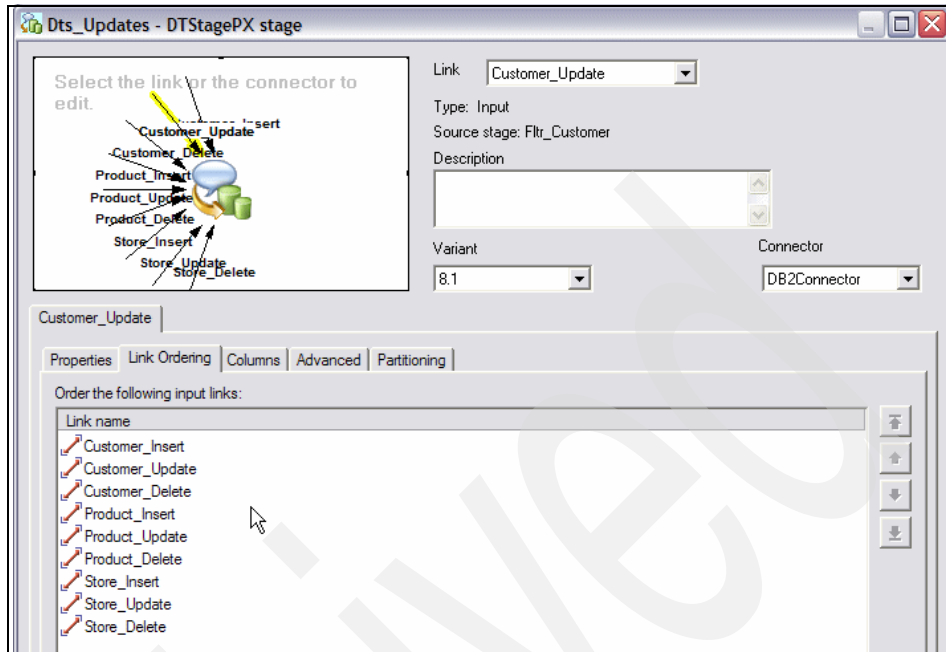 Dts_Updates - DTStagePX stage
Select the link or the connector to
edit.
Customer_Insert
Customer_Update
Customer_Delete
Product_Insert
Product_Update
Product_Delete
Store_Insert
Store_Update
Store_Delete
Link
Customer_Update
Type: Input
Source stage: Fltr_Customer
Description
Variant
Connector
8.1
DB2Connector
Customer_Update
Properties
Link Ordering
Columns
Advanced
Partitioning
Order the following input links:
Link name
Customer_Insert
Customer_Update
Customer_Delete
Product_Insert
Product_Update
Product_Delete
Store_Insert
Store_Update
Store_Delete